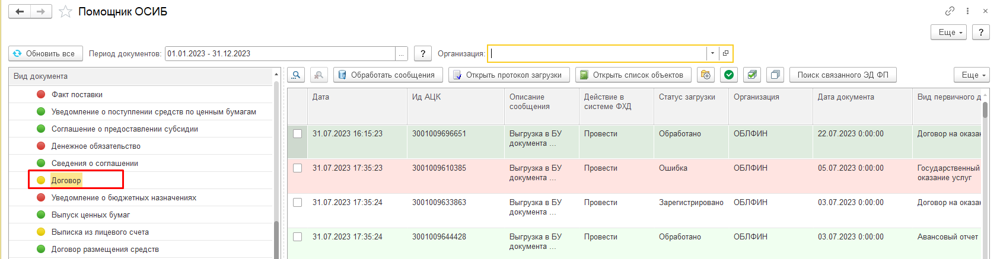 Помощник ОСИБ
Еще
?
Обновить все
Период документов:
01.01.2023 - 31.12.2023
...
?
Организация:
Вид документа
Факт поставки
Уведомление о поступлении средств по ценным бумагам
Соглашение о предоставлении субсидии
Денежное обязательство
Сведения о соглашении
Договор
Уведомление о бюджетных назначениях
Выпуск ценных бумаг
Выписка из лицевого счета
Договор размещения средств
Обработать сообщения
Открыть протокол загрузки
Открыть список объектов
Поиск связанного ЭД ФП
Еще
Дата
Ид АЦК
Описание
сообщения
Действие в
системе ФХД
Статус загрузки
Организация
Дата документа
Вид первичного д
31.07.2023 16:15:23
3001009696651
Выгрузка в БУ
документа ...
Провести
Обработано
ОБЛФИН
22.07.2023 0:00:00
Договор на оказан
31.07.2023 17:35:23
3001009610385
Выгрузка в БУ
документа ...
Провести
Ошибка
ОБЛФИН
05.07.2023 0:00:00
Государственный
оказание услуг
31.07.2023 17:35:24
3001009633863
Выгрузка в БУ
документа ...
Провести
Зарегистрировано
ОБЛФИН
03.07.2023 0:00:00
Договор на оказан
31.07.2023 17:35:24
3001009644428
Выгрузка в БУ
документа ...
Провести
Обработано
ОБЛФИН
03.07.2023 0:00:00
Авансовый отчет